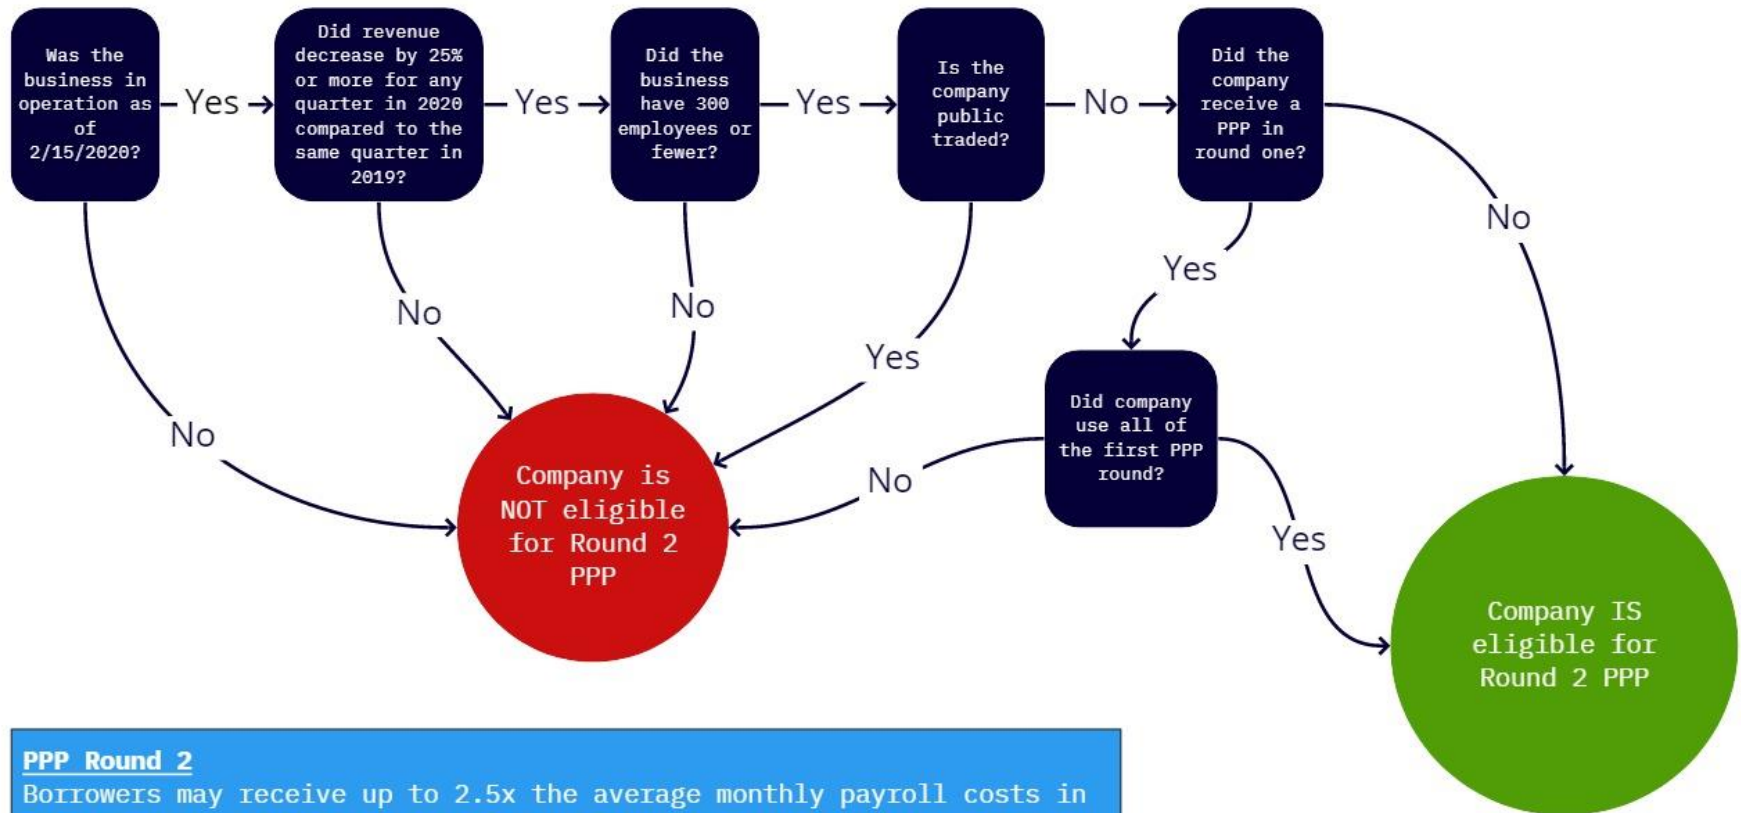 Was the
business in
operation as
of
2/15/2020?
Yes
Did revenue
decrease by 25%
or more for any
quarter in 2020
compared to the
same quarter in
2019?
Yes
Did the
business
have 300
employees or
fewer?
Yes
Is the
company
public
traded?
No
Did the
company
receive a
PPP in
round one?
No
Yes
No
No
Yes
No
Did company
use all of
the first PPP
round?
No
Yes
Company is
NOT eligible
for Round 2
PPP
Company IS
eligible for
Round 2 PPP
PPP Round 2
Borrowers may receive up to 2.5x the average monthly payroll costs in